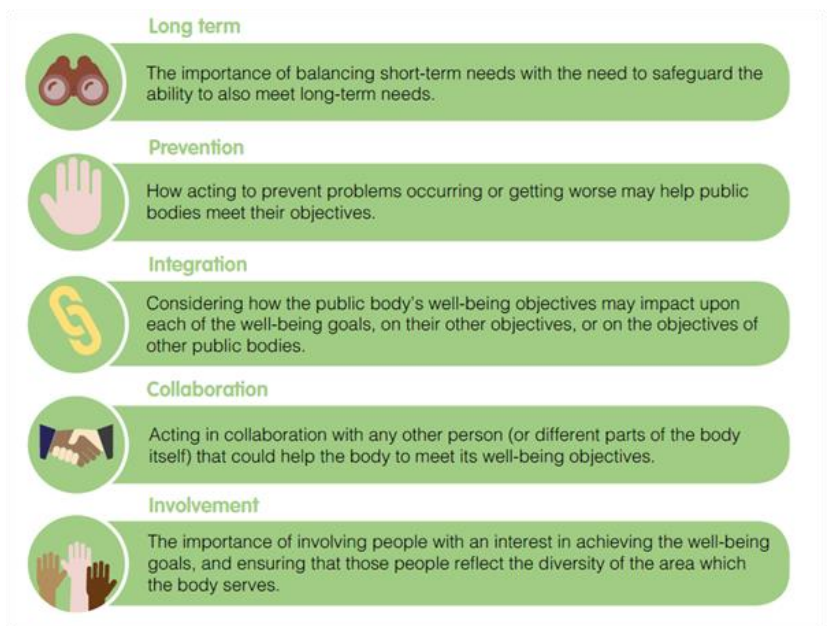 Long term
The importance of balancing short-term needs with the need to safeguard the
ability to also meet long-term needs.
Prevention
How acting to prevent problems occurring or getting worse may help public
bodies meet their objectives.
Integration
Considering how the public body's well-being objectives may impact upon
each of the well-being goals, on their other objectives, or on the objectives of
other public bodies.
Collaboration
Acting in collaboration with any other person (or different parts of the body
itself) that could help the body to meet its well-being objectives.
Involvement
The importance of involving people with an interest in achieving the well-being
goals, and ensuring that those people reflect the diversity of the area which
the body serves.